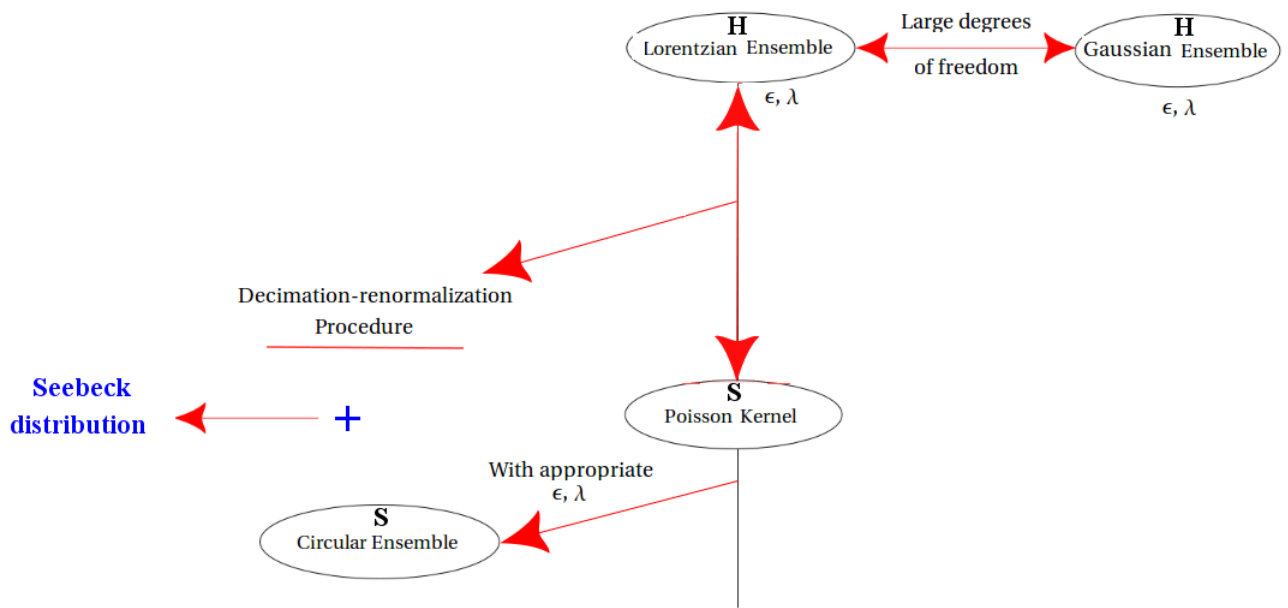 H
Lorentzian Ensemble
ϵ, λ
Large degrees
of freedom
H
Gaussian Ensemble
ϵ, λ
Decimation-renormalization
Procedure
Seebeck
distribution
+
S
Poisson Kernel
With appropriate
ϵ, λ
S
Circular Ensemble